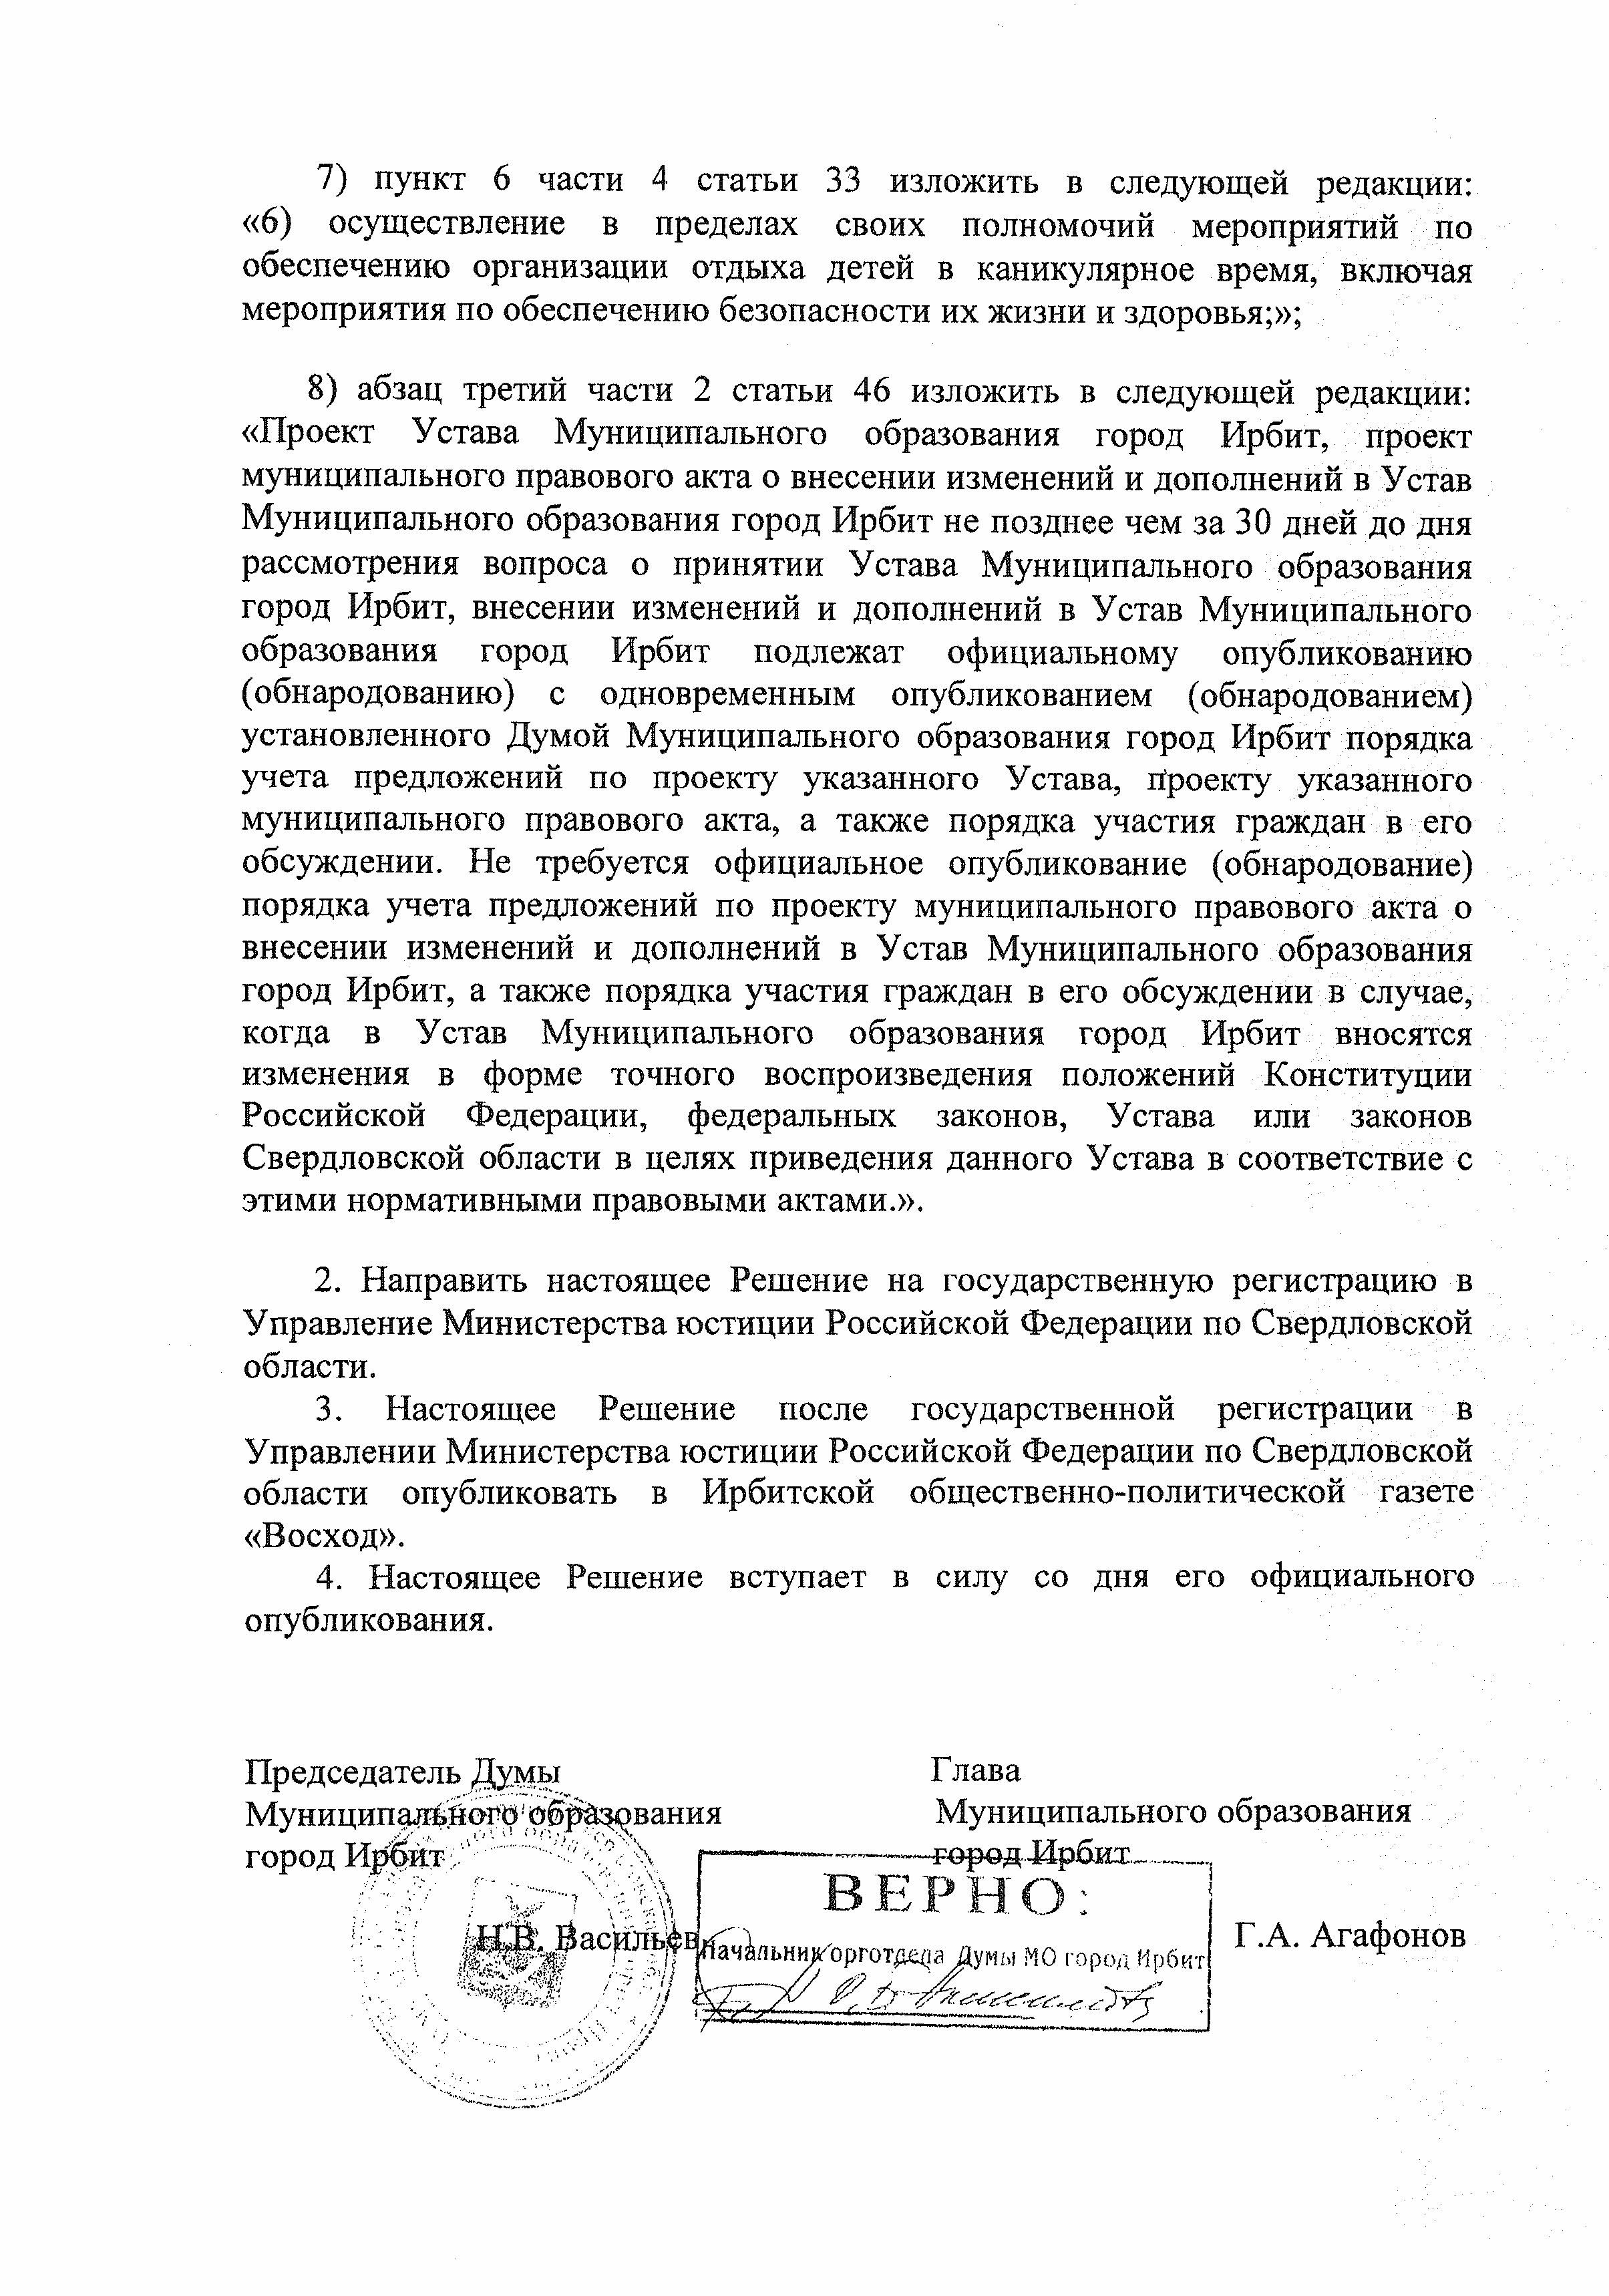 7) пункт 6 части 4 статьи 33 изложить в следующей редакции:
«6) осуществление в пределах своих полномочий мероприятий по
обеспечению организации отдыха детей в каникулярное время, включая
мероприятия по обеспечению безопасности их жизни и здоровья;»;
8) абзац третий части 2 статьи 46 изложить в следующей редакции:
«Проект Устава Муниципального образования город Ирбит, проект
муниципального правового акта о внесении изменений и дополнений в Устав
Муниципального образования город Ирбит не позднее чем за 30 дней до дня
рассмотрения вопроса о принятии Устава Муниципального образования
город Ирбит, внесении изменений и дополнений в Устав Муниципального
образования город Ирбит подлежат официальному опубликованию
(обнародованию) с одновременным опубликованием (обнародованием)
установленного Думой Муниципального образования город Ирбит порядка
учета предложений по проекту указанного Устава, проекту указанного
муниципального правового акта, а также порядка участия граждан в его
обсуждении. Не требуется официальное опубликование (обнародование)
порядка учета предложений по проекту муниципального правового акта о
внесении изменений и дополнений в Устав Муниципального образования
город Ирбит, а также порядка участия граждан в его обсуждении в случае,
когда в Устав Муниципального образования город Ирбит вносятся
изменения в форме точного воспроизведения положений Конституции
Российской Федерации, федеральных законов, Устава или законов
Свердловской области в целях приведения данного Устава в соответствие с
этими нормативными правовыми актами.».
2. Направить настоящее Решение на государственную регистрацию в
Управление Министерства юстиции Российской Федерации по Свердловской
области.
3. Настоящее Решение после государственной регистрации в
Управлении Министерства юстиции Российской Федерации по Свердловской
области опубликовать в Ирбитской общественно-политической газете
«Восход».
4. Настоящее Решение вступает в силу со дня его официального
опубликования.
Председатель Думы
Муниципального образования
город Ирбит
Н.В. Васильев
Глава
Муниципального образования
город Ирбит
Г.А. Агафонов
ВЕРНО:
Начальник орготдела Думы МО город Ирбит